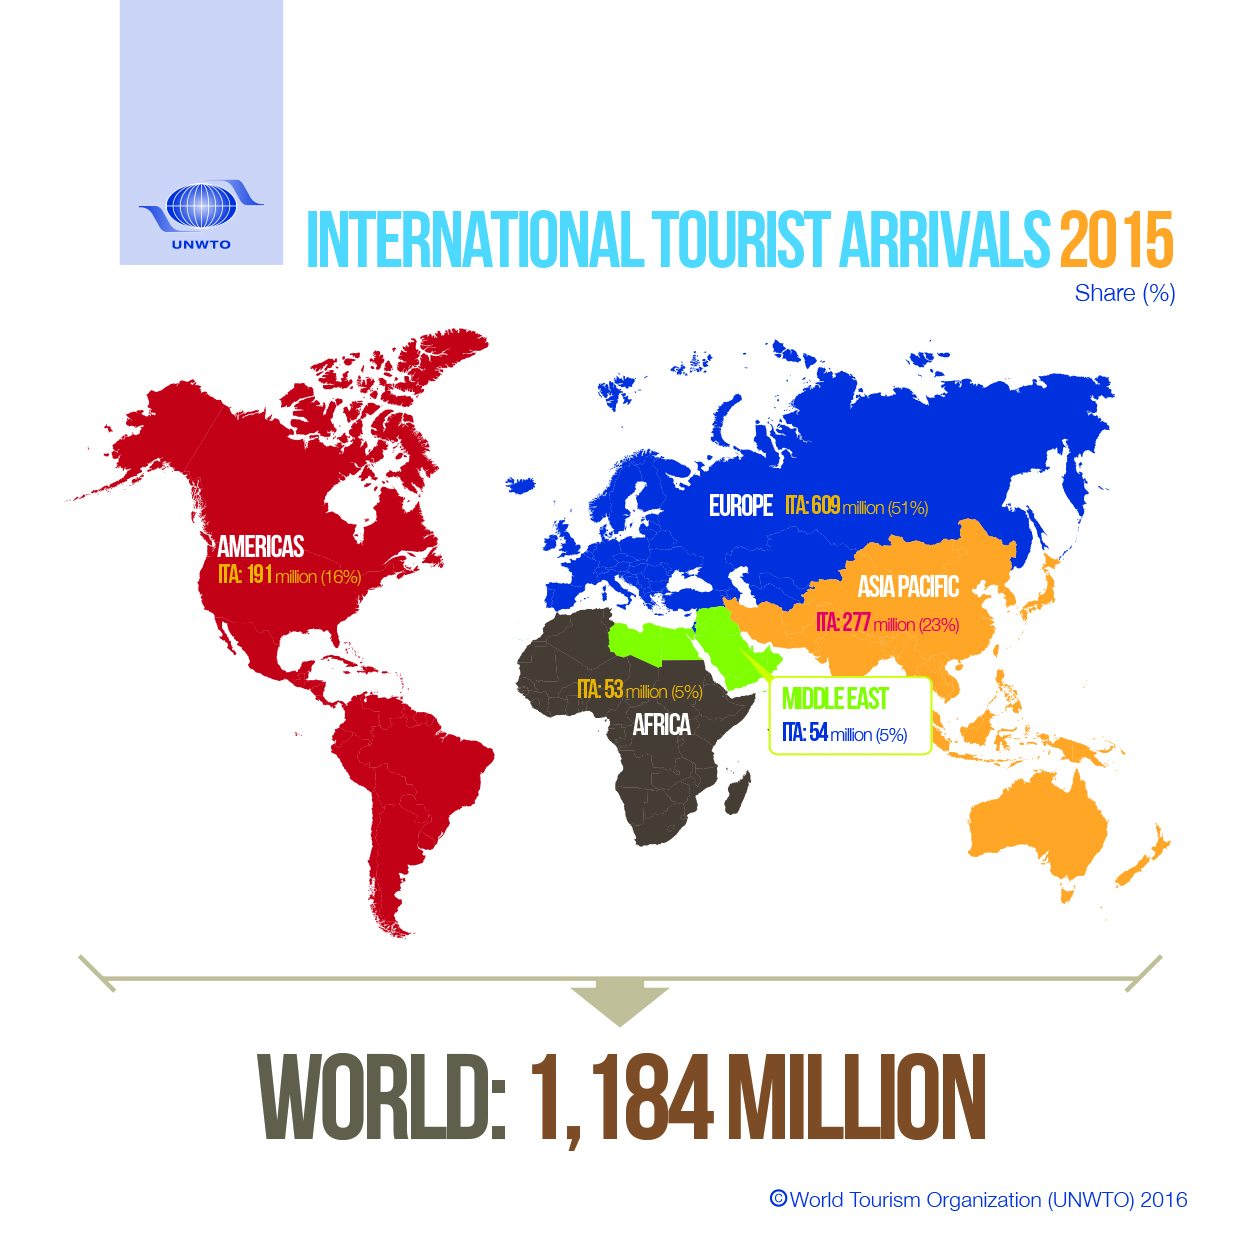 UNWTO
INTERNATIONAL TOURIST ARRIVALS 2015
Share (%)
EUROPE ITA: 609 million (51%)
AMERICAS
ITA: 191 million (16%)
ASIA PACIFIC
ITA: 277 million (23%)
ITA: 53 million (5%)
AFRICA
MIDDLE EAST
ITA: 54 million (5%)
WORLD: 1,184 MILLION
©World Tourism Organization (UNWTO) 2016